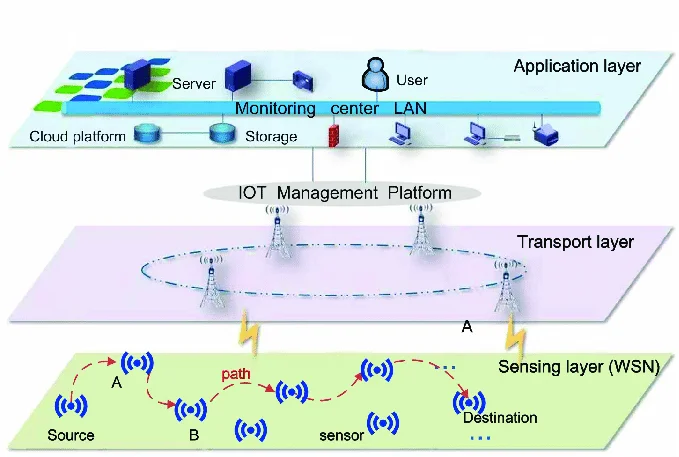 Application layer
Server
User
Monitoring center LAN
Cloud platform
Storage
IOT Management Platform
Transport layer
A
Sensing layer (WSN)
A
path
...
Source
B
sensor
Destination
...